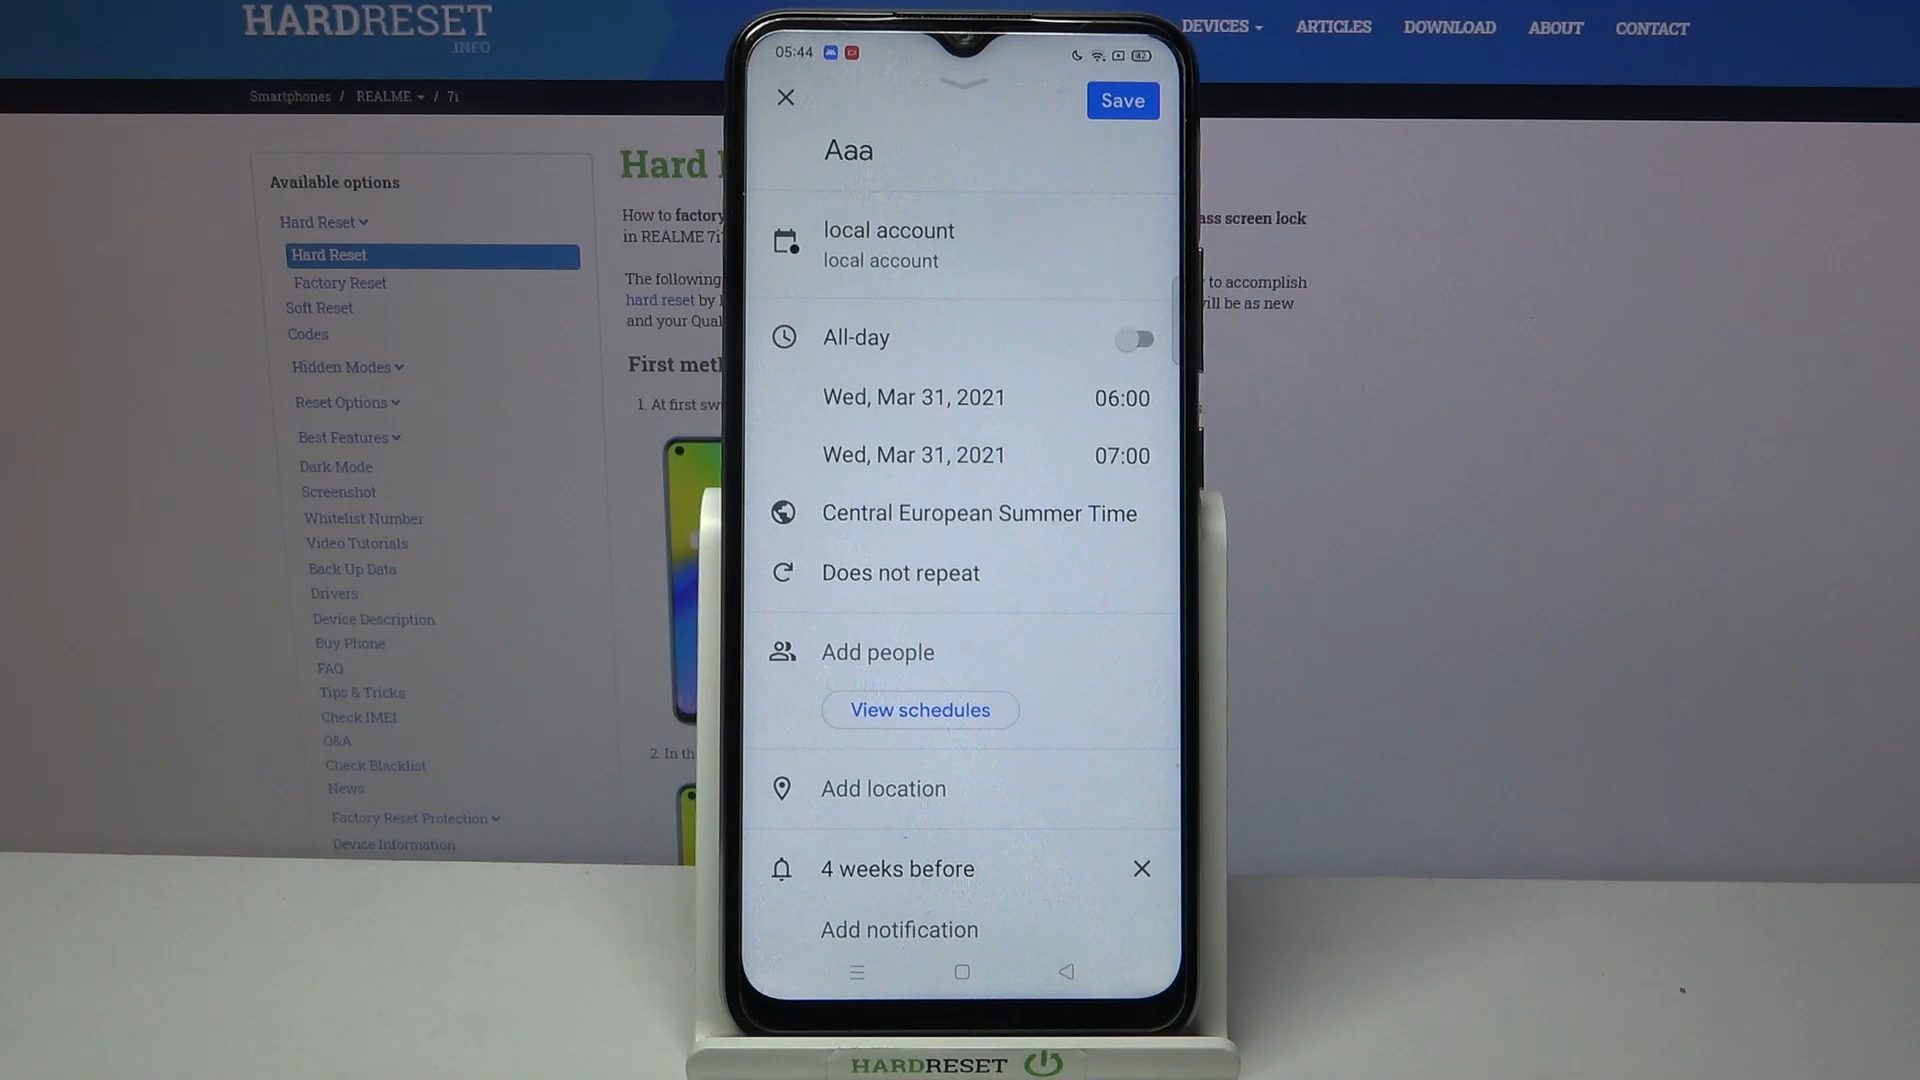 HARDRESET
.INFO
DEVICES
ARTICLES
DOWNLOAD
ABOUT
CONTACT
Smartphones / REALME / 7i
Available options
Hard Reset
Hard Reset
Factory Reset
Soft Reset
Codes
Hidden Modes
Reset Options
Best Features
Dark Mode
Screenshot
Whitelist Number
Video Tutorials
Back Up Data
Drivers
Device Description
Buy Phone
FAQ
Tips & Tricks
Check IMEI
Q&A
Check Blacklist
News
Factory Reset Protection
Device Information
Hard
How to factory
ass screen lock
in REALME 7i
The following
to accomplish
hard reset by
ill be as new
and your Qual
First met
1. At first sw
2. In th
05:44
42
Save
Aaa
local account
local account
All-day
Wed, Mar 31, 2021 06:00
Wed, Mar 31, 2021 07:00
Central European Summer Time
Does not repeat
Add people
View schedules
Add location
4 weeks before
Add notification
HARDRESET